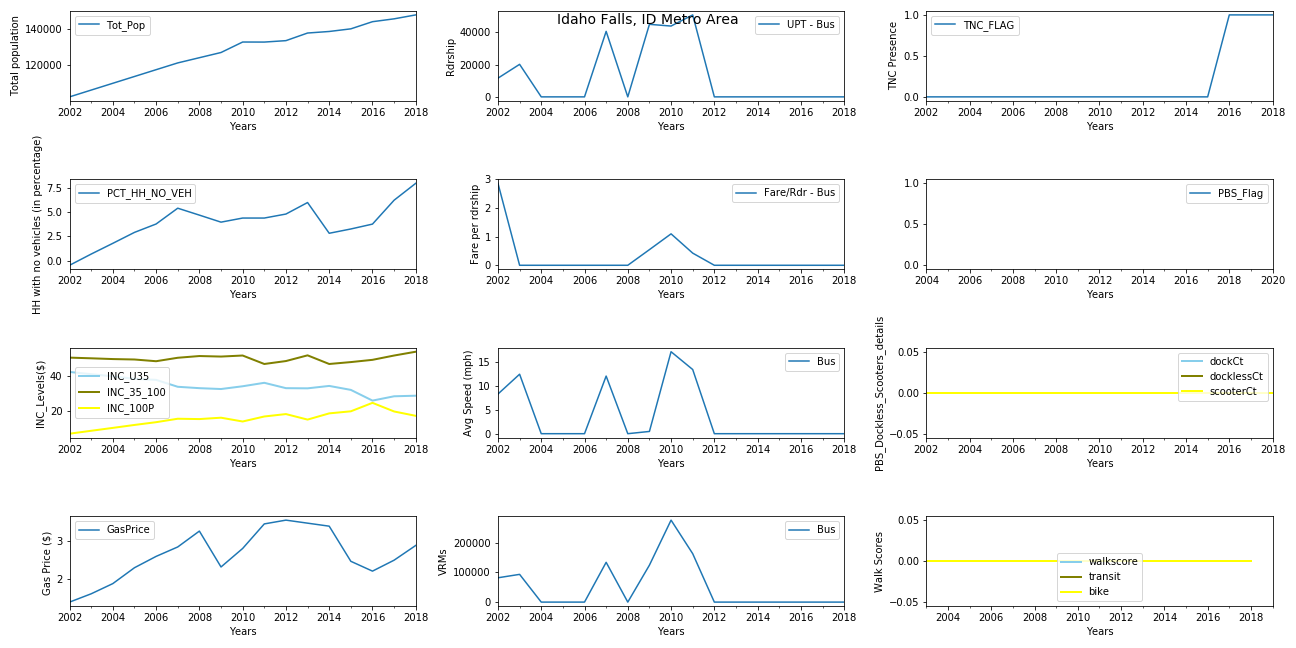 Idaho Falls, ID Metro Area
Total population
140000
120000
Tot_Pop
2002 2004 2006 2008 2010 2012 2014 2016 2018
Years
Rdrship
40000
20000
0
UPT - Bus
2002 2004 2006 2008 2010 2012 2014 2016 2018
Years
TNC Presence
1.0
0.5
0.0
TNC_FLAG
2002 2004 2006 2008 2010 2012 2014 2016 2018
Years
HH with no vehicles (in percentage)
7.5
5.0
2.5
0.0
PCT_HH_NO_VEH
2002 2004 2006 2008 2010 2012 2014 2016 2018
Years
Fare per rdrship
3
2
1
0
Fare/Rdr - Bus
2002 2004 2006 2008 2010 2012 2014 2016 2018
Years
1.0
0.5
0.0
PBS_Flag
2004 2006 2008 2010 2012 2014 2016 2018 2020
Years
INC_Levels($)
40
20
INC_U35
INC_35_100
INC_100P
2002 2004 2006 2008 2010 2012 2014 2016 2018
Years
Avg Speed (mph)
15
10
5
0
Bus
2002 2004 2006 2008 2010 2012 2014 2016 2018
Years
PBS_Dockless_Scooters_details
0.05
0.00
−0.05
dockCt
docklessCt
scooterCt
2002 2004 2006 2008 2010 2012 2014 2016 2018
Years
Gas Price ($)
3
2
GasPrice
2002 2004 2006 2008 2010 2012 2014 2016 2018
Years
VRMs
200000
100000
0
Bus
2002 2004 2006 2008 2010 2012 2014 2016 2018
Years
Walk Scores
0.05
0.00
−0.05
walkscore
transit
bike
2004 2006 2008 2010 2012 2014 2016 2018
Years